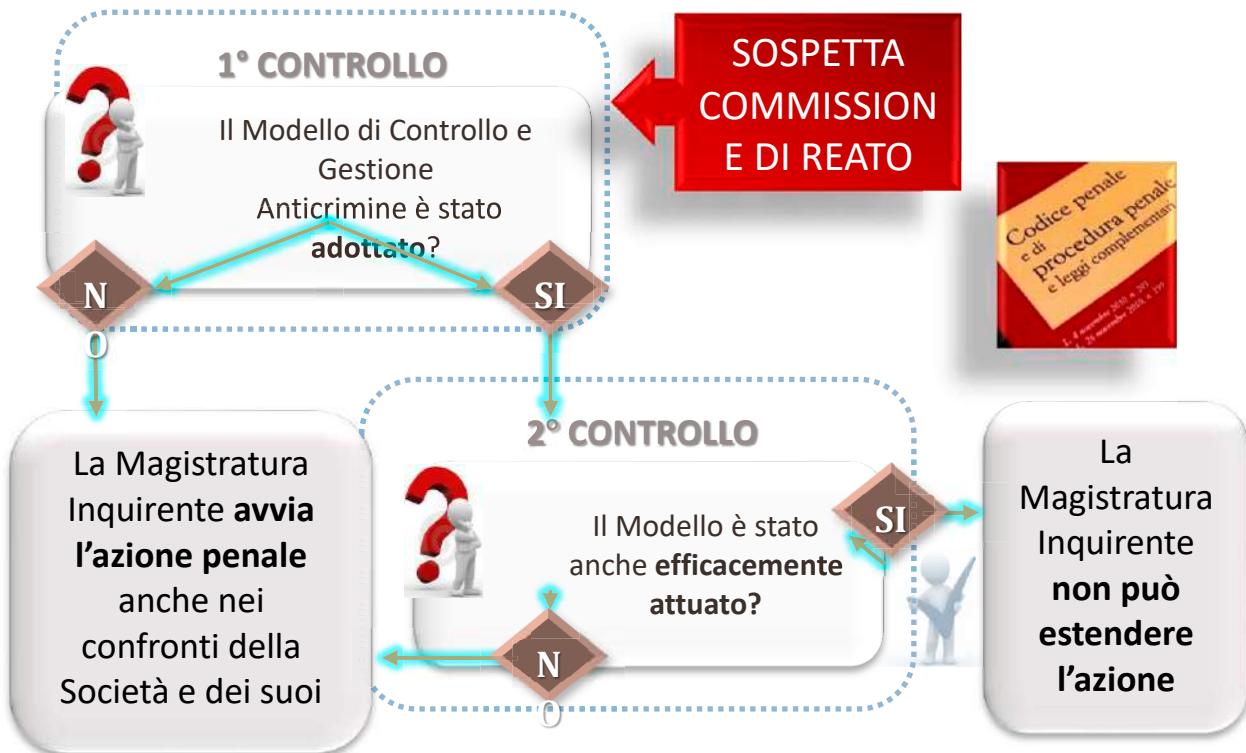 1° CONTROLLO
Il Modello di Controllo e
Gestione
Anticrimine è stato
adottato?
NO
SI
SOSPETTA
COMMISSION
E DI REATO
Codice penale
e di
procedura penale
e leggi complementari
La Magistratura
Inquirente avvia
l’azione penale
anche nei
confronti della
Società e dei suoi
2° CONTROLLO
Il Modello è stato
anche efficacemente
attuato?
SI
NO
La
Magistratura
Inquirente
non può
estendere
l’azione